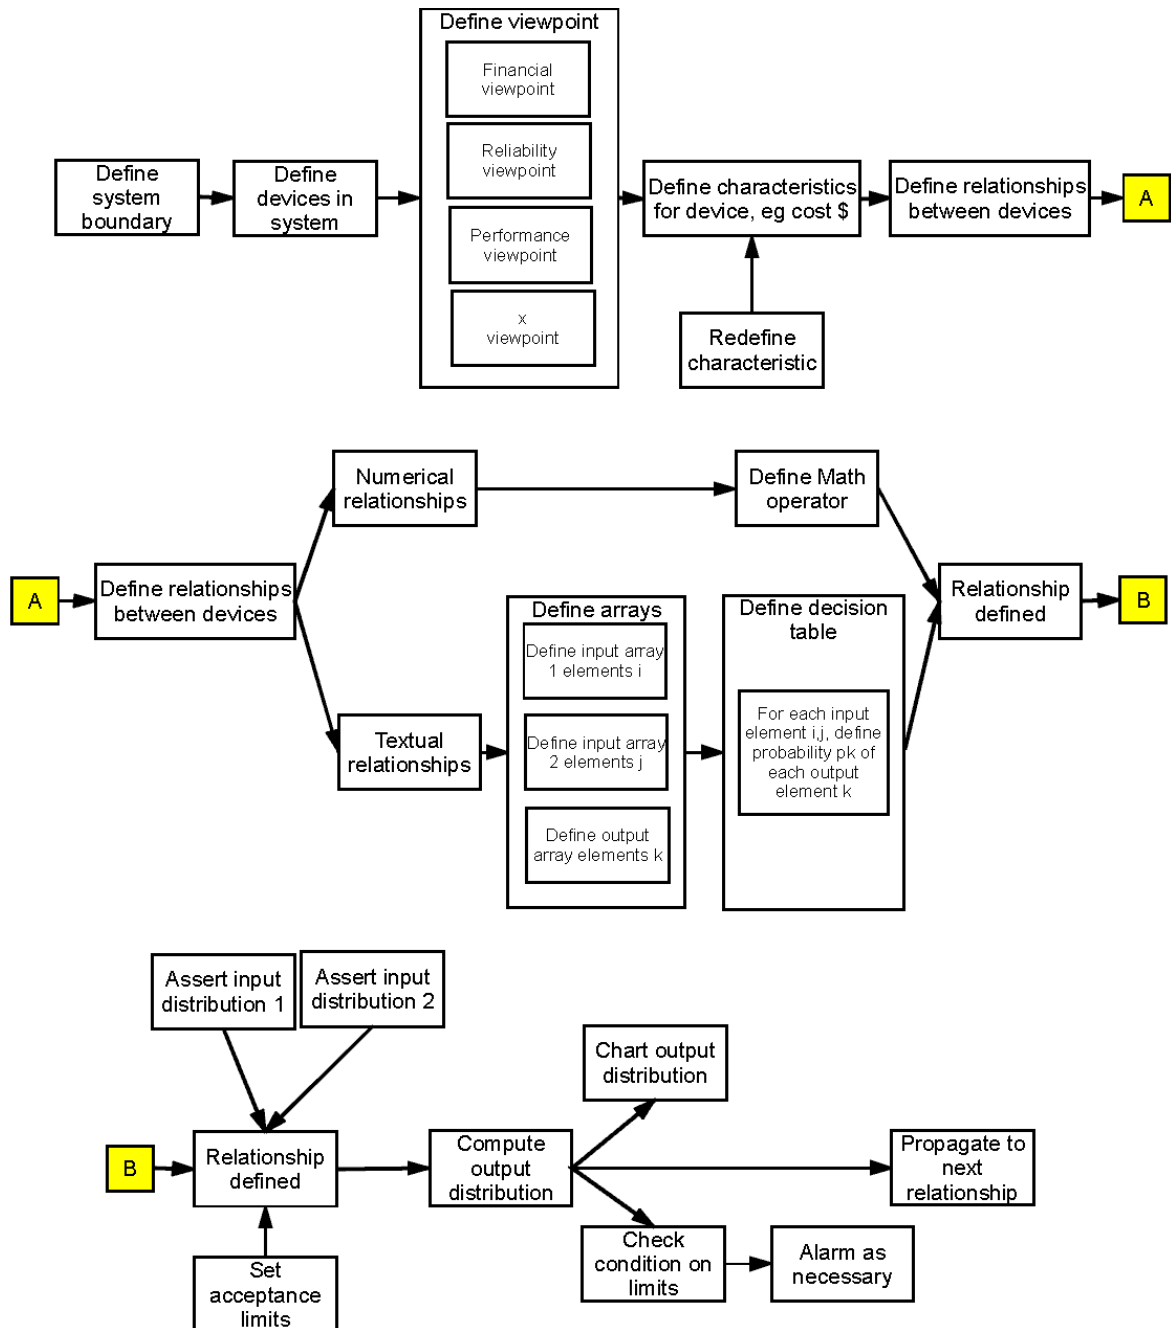 Define viewpoint
Financial
viewpoint
Reliability
viewpoint
Performance
viewpoint
x
viewpoint
Define
system
boundary
Define
devices in
system
Define characteristics
for device, eg cost $
Define relationships
between devices
A
Redefine
characteristic
Numerical
relationships
Define Math
operator
A
Define relationships
between devices
Textual
relationships
Define arrays
Define input array
1 elements i
Define input array
2 elements j
Define output
array elements k
Define decision
table
For each input
element i,j, define
probability pk of
each output
element k
Relationship
defined
B
Assert input
distribution 1
Assert input
distribution 2
B
Relationship
defined
Set
acceptance
limits
Compute
output
distribution
Chart output
distribution
Check
condition on
limits
Alarm as
necessary
Propagate to
next
relationship